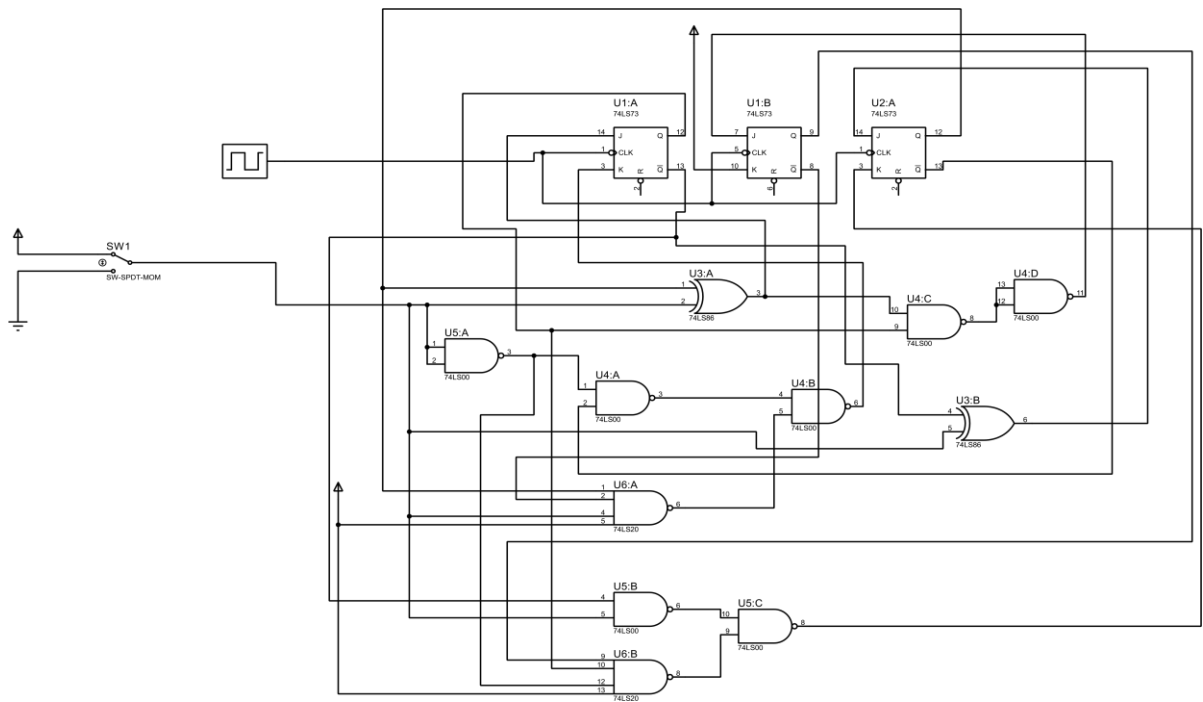 U1:A
74LS73
14 J Q 12
1 CLK
3 K Q 13
R
2
U1:B
74LS73
7 J Q 9
5 CLK
10 K Q 8
R
6
U2:A
74LS73
14 J Q 12
1 CLK
3 K Q 13
R
2
SW1
SW-SPDT-MOM
U3:A
1
2
3
74LS86
U4:C
10
9
8
74LS00
U4:D
13
12
11
74LS00
U5:A
1
2
3
74LS00
U4:A
1
2
3
74LS00
U4:B
4
5
6
74LS00
U3:B
4
5
6
74LS86
U6:A
1
2
4
5
6
74LS20
U5:B
4
5
6
74LS00
U5:C
10
9
8
74LS00
U6:B
9
10
12
13
8
74LS20